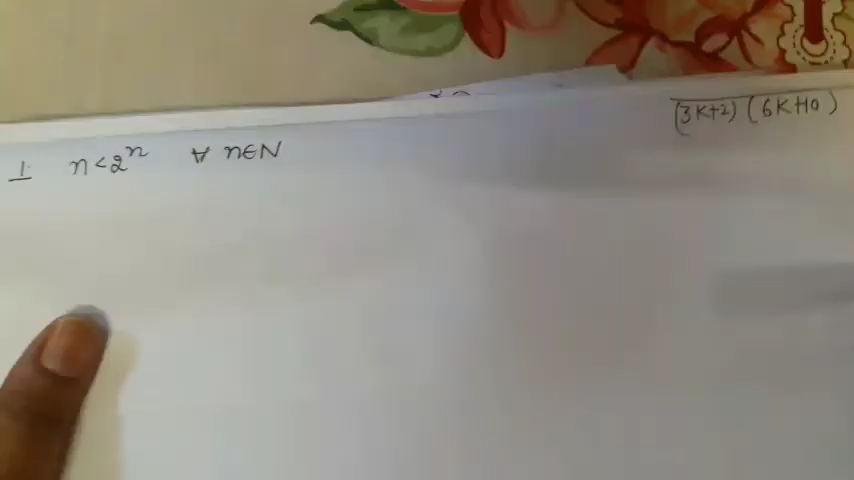 (3K+2) (6K+10)
1. n<2ⁿ ∀ n∈N